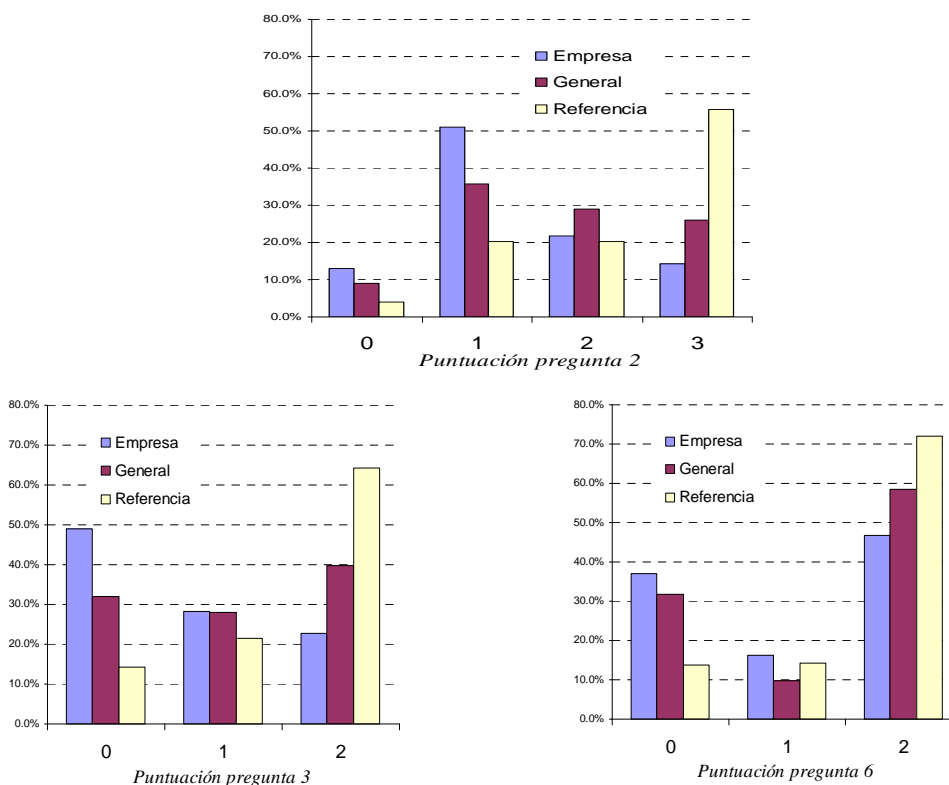 80.0%
70.0%
60.0%
50.0%
40.0%
30.0%
20.0%
10.0%
0.0%
Empresa
General
Referencia
0 1 2 3
Puntuación pregunta 2
80.0%
70.0%
60.0%
50.0%
40.0%
30.0%
20.0%
10.0%
0.0%
Empresa
General
Referencia
0 1 2
Puntuación pregunta 3
80.0%
70.0%
60.0%
50.0%
40.0%
30.0%
20.0%
10.0%
0.0%
Empresa
General
Referencia
0 1 2
Puntuación pregunta 6